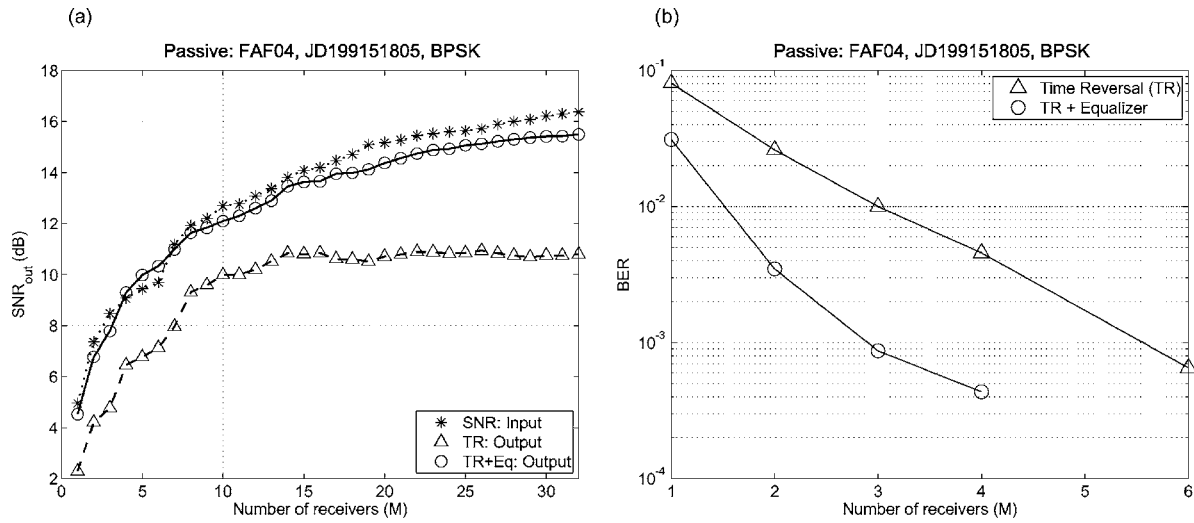 (a)
Passive: FAF04, JD199151805, BPSK
SNR_out (dB)
18
16
14
12
10
8
6
4
2
0
5
10
15
20
25
30
Number of receivers (M)
SNR: Input
TR: Output
TR+Eq: Output
(b)
Passive: FAF04, JD199151805, BPSK
BER
10^-1
10^-2
10^-3
10^-4
1
2
3
4
5
6
Number of receivers (M)
Time Reversal (TR)
TR + Equalizer